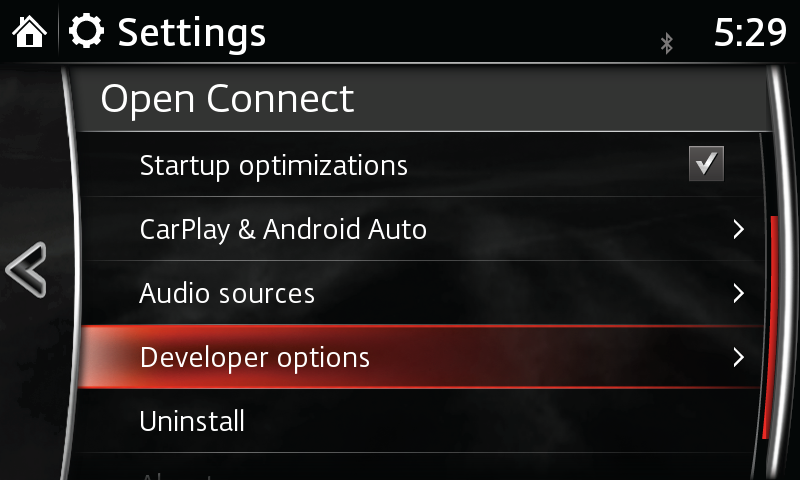 Settings
5:29
Open Connect
Startup optimizations
CarPlay & Android Auto
Audio sources
Developer options
Uninstall